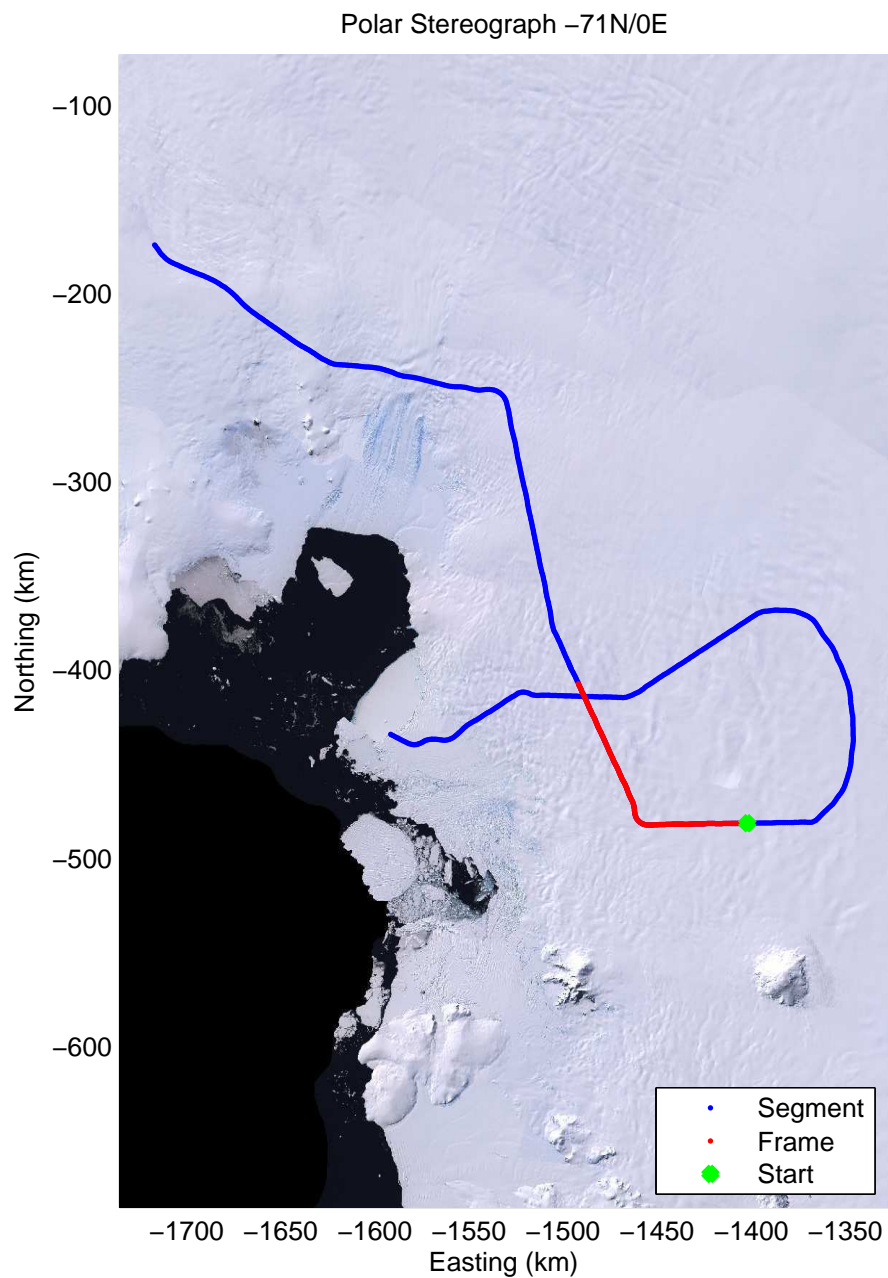 Polar Stereograph −71N/0E
−100
−200
−300
−400
−500
−600
Northing (km)
Segment
Frame
Start
−1700 −1650 −1600 −1550 −1500 −1450 −1400 −1350
Easting (km)